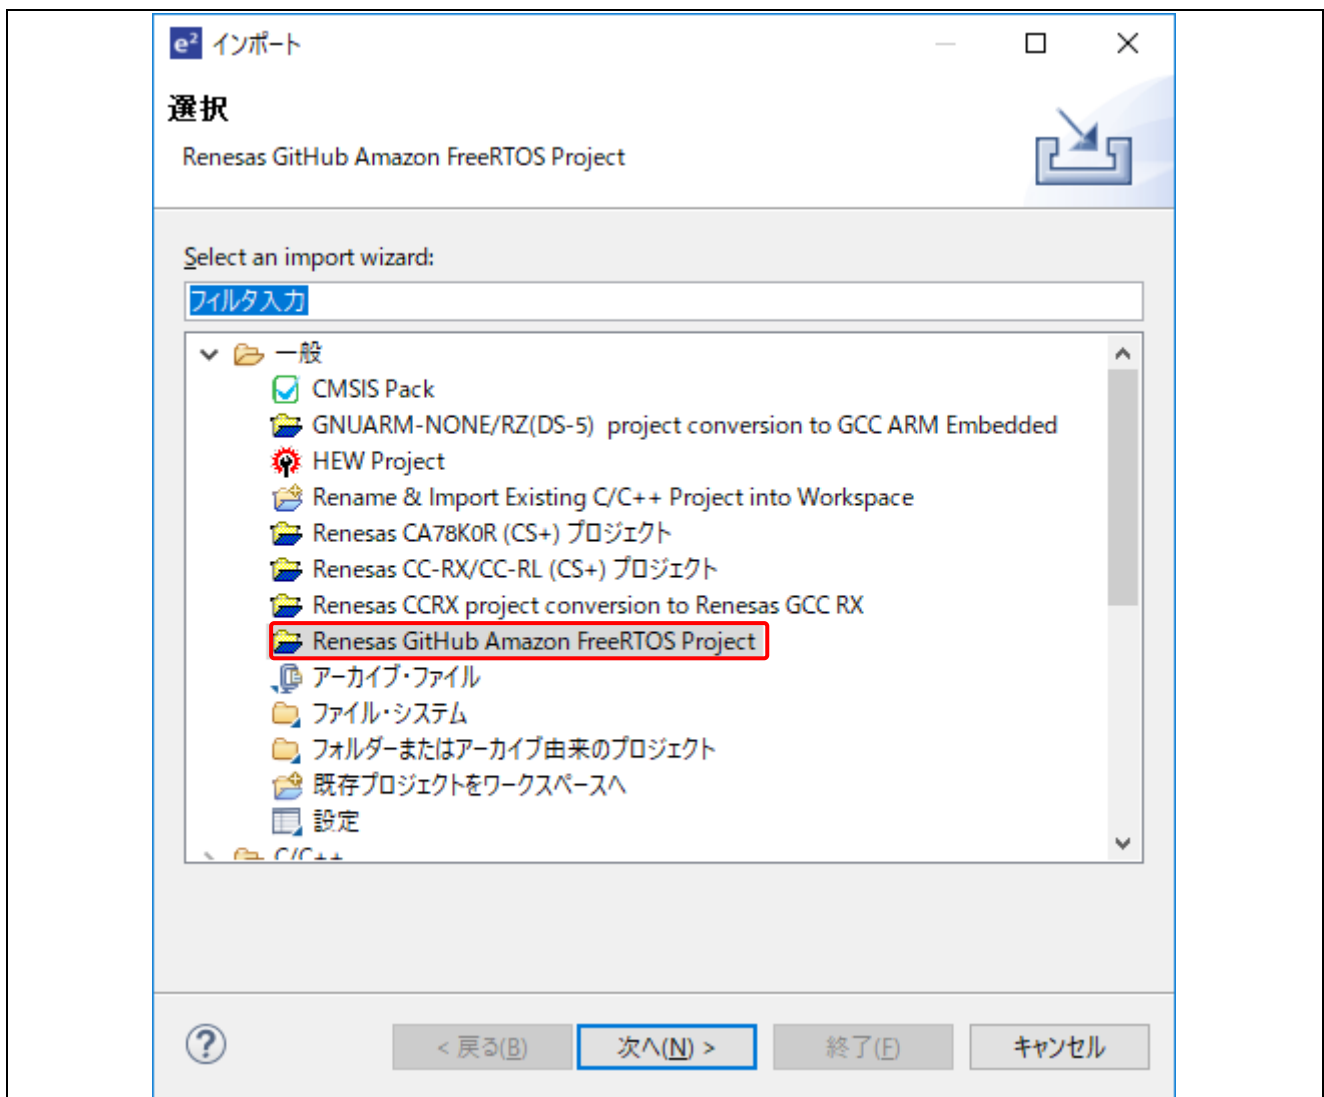 e² インポート
選択
Renesas GitHub Amazon FreeRTOS Project
Select an import wizard:
フィルタ入力
一般
CMSIS Pack
GNUARM-NONE/RZ(DS-5) project conversion to GCC ARM Embedded
HEW Project
Rename & Import Existing C/C++ Project into Workspace
Renesas CA78K0R (CS+) プロジェクト
Renesas CC-RX/CC-RL (CS+) プロジェクト
Renesas CCRX project conversion to Renesas GCC RX
Renesas GitHub Amazon FreeRTOS Project
アーカイブ・ファイル
ファイル・システム
フォルダーまたはアーカイブ由来のプロジェクト
既存プロジェクトをワークスペースへ
設定
C/C++
< 戻る(B) 次へ(N) > 終了(F) キャンセル